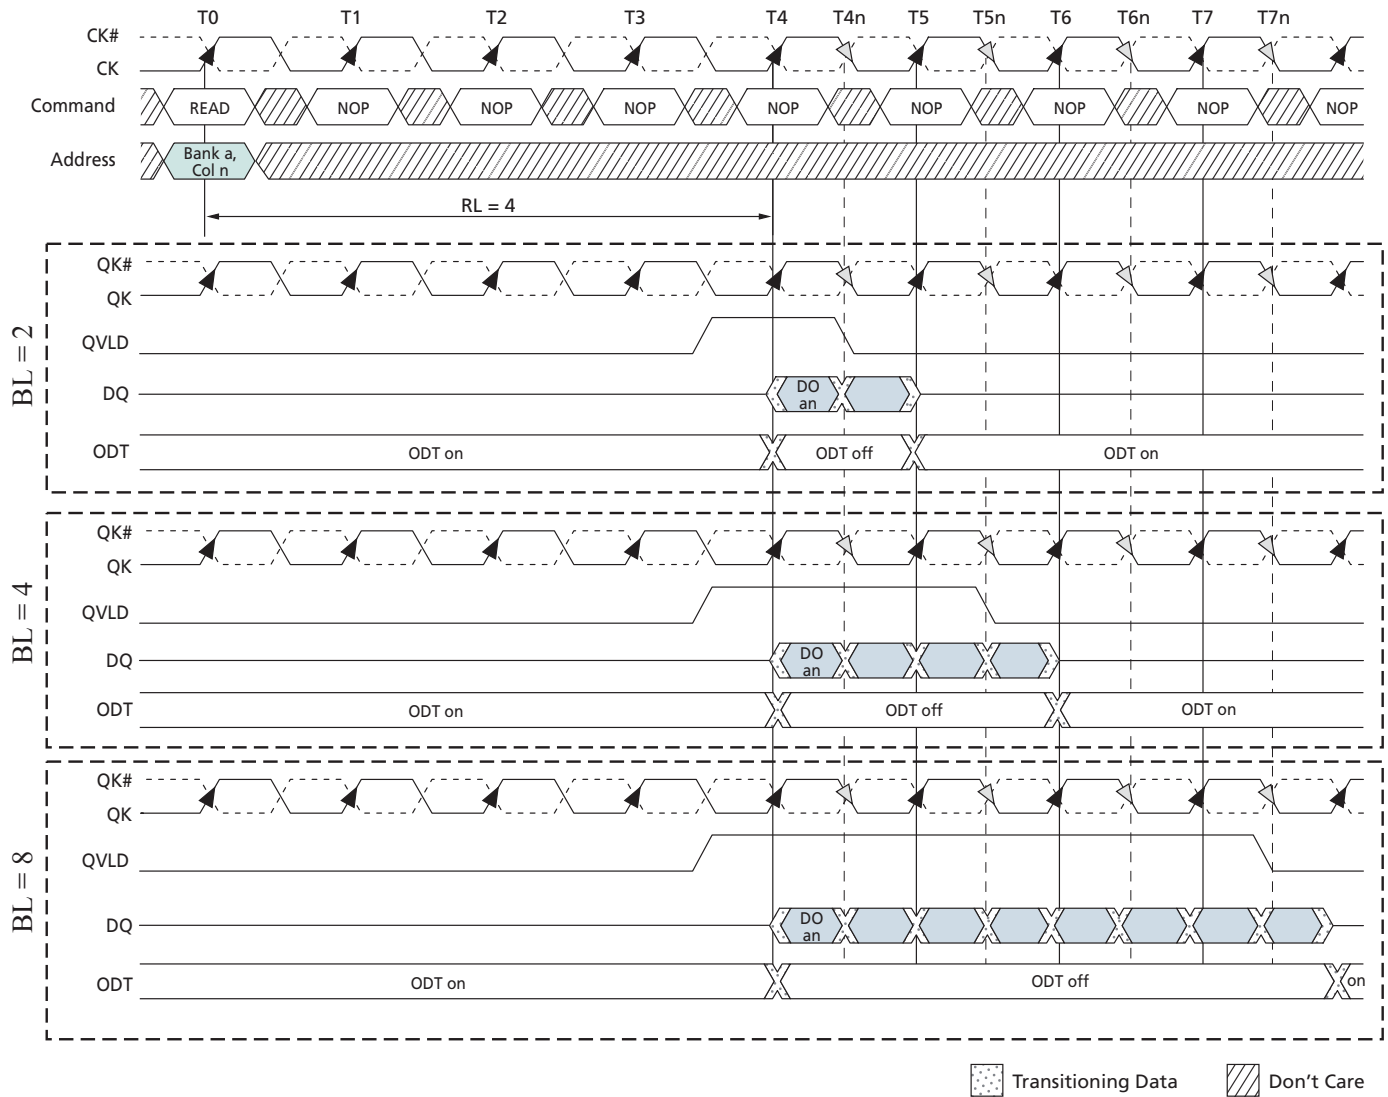 T0 T1 T2 T3 T4 T4n T5 T5n T6 T6n T7 T7n
CK#
CK
Command READ NOP NOP NOP NOP NOP NOP NOP NOP
Address Bank a,
Col n
RL = 4
BL = 2
QK#
QK
QVLD
DQ DO
an
ODT ODT on ODT off ODT on
BL = 4
QK#
QK
QVLD
DQ DO
an
ODT ODT on ODT off ODT on
BL = 8
QK#
QK
QVLD
DQ DO
an
ODT ODT on ODT off on
Transitioning Data Don't Care